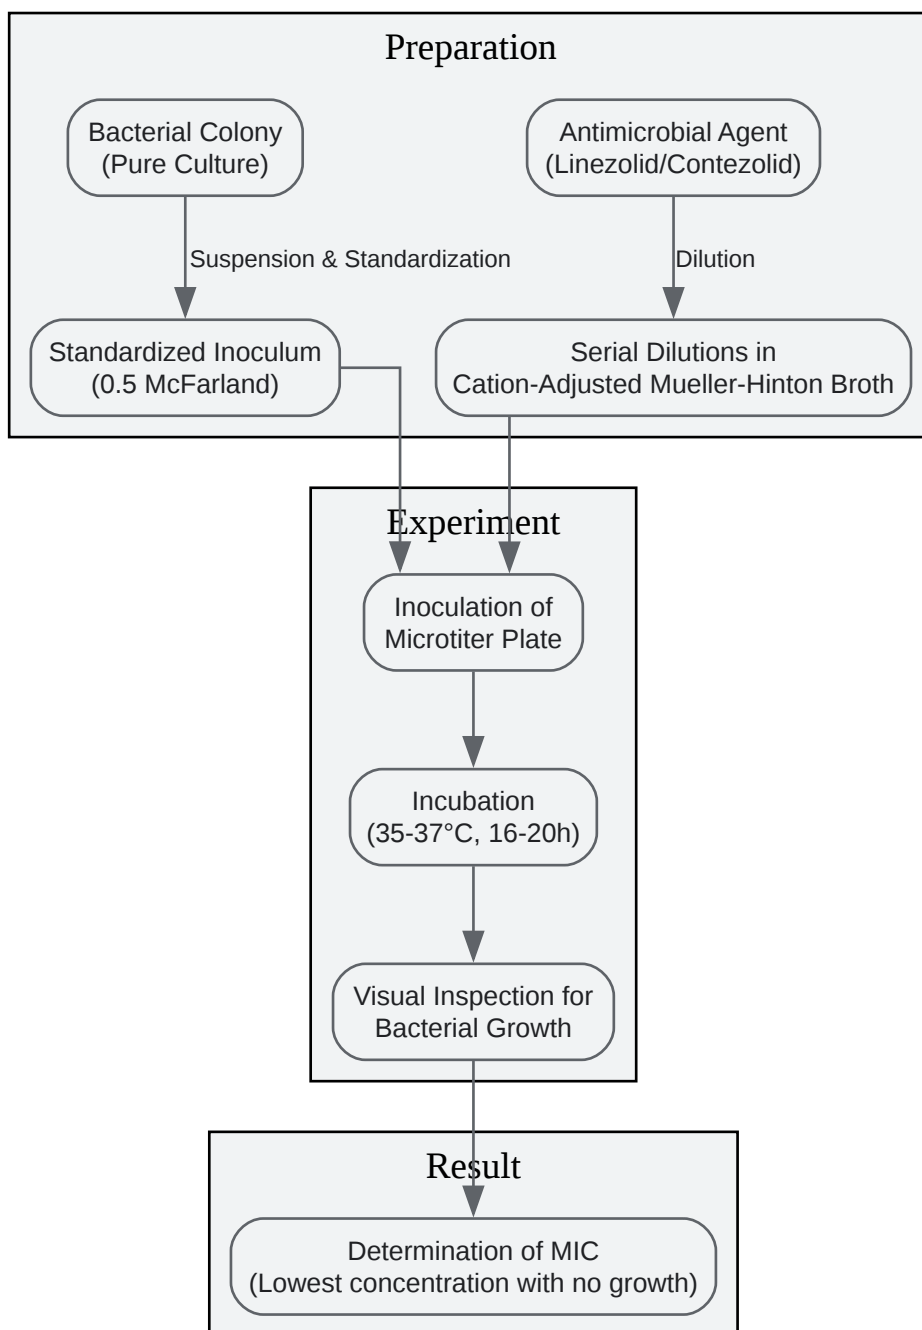 Preparation
Bacterial Colony
(Pure Culture)
Antimicrobial Agent
(Linezolid/Contezolid)
Suspension & Standardization
Dilution
Standardized Inoculum
(0.5 McFarland)
Serial Dilutions in
Cation-Adjusted Mueller-Hinton Broth
Experiment
Inoculation of
Microtiter Plate
Incubation
(35-37°C, 16-20h)
Visual Inspection for
Bacterial Growth
Result
Determination of MIC
(Lowest concentration with no growth)